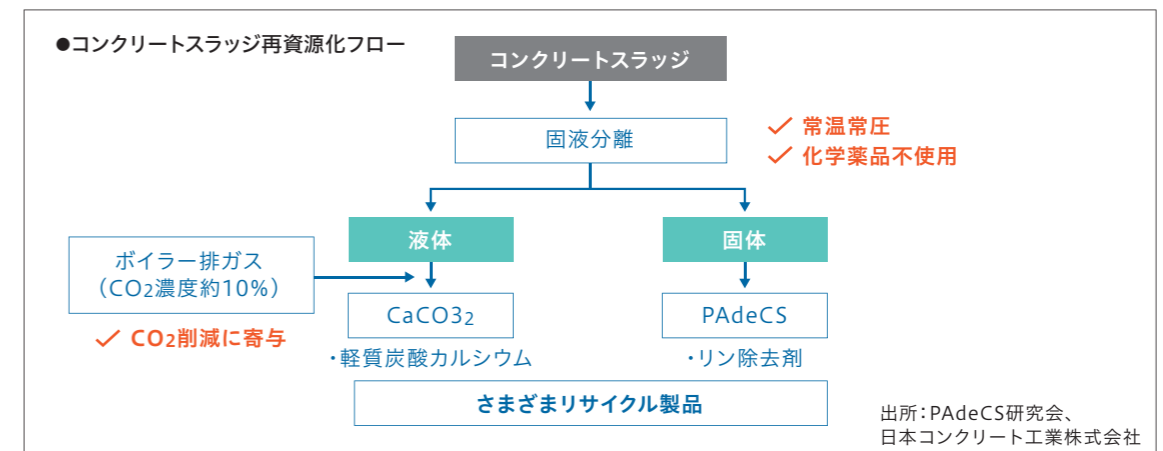 ●コンクリートスラッジ再資源化フロー
コンクリートスラッジ
固液分離
✓ 常温常圧
✓ 化学薬品不使用
液体
固体
ボイラー排ガス
（CO2濃度約10%）
✓ CO2削減に寄与
CaCO32
PAdeCS
・軽質炭酸カルシウム
・リン除去剤
さまざまリサイクル製品
出所：PAdeCS研究会、
日本コンクリート工業株式会社